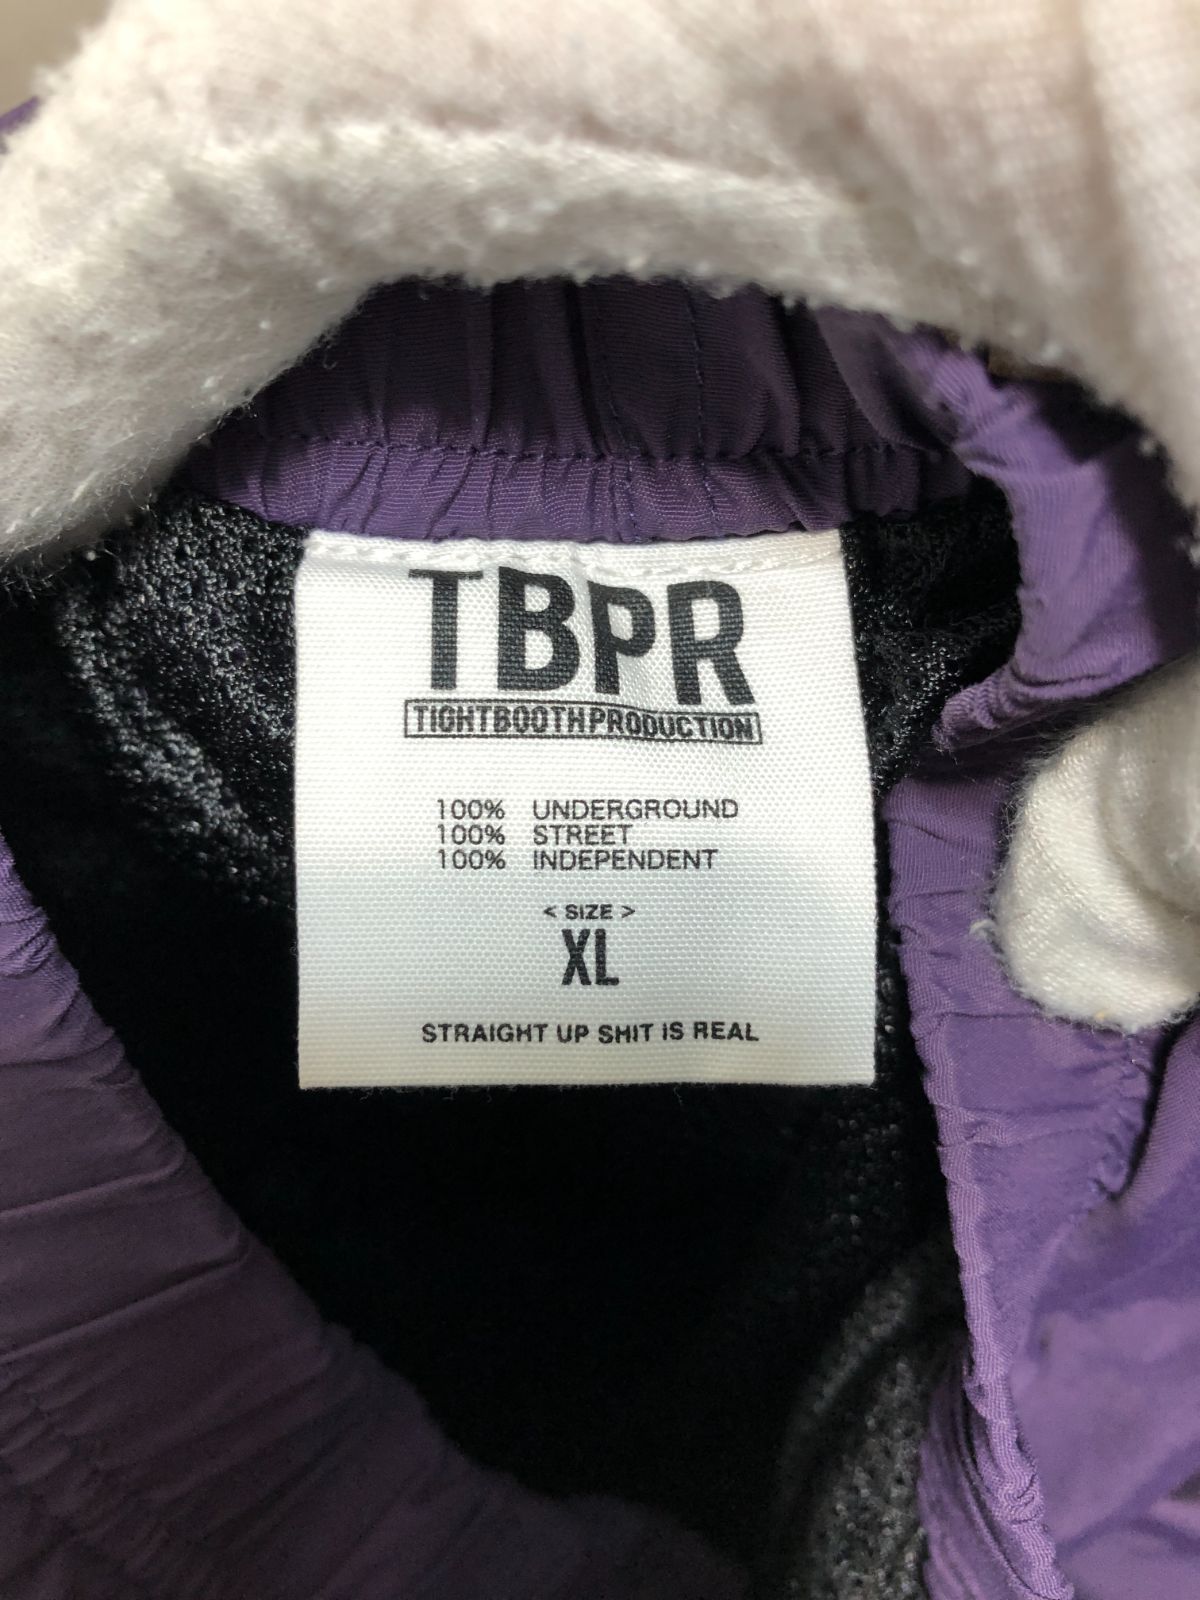 TBPR
TIGHTBOOTHPRODUCTION
100% UNDERGROUND
100% STREET
100% INDEPENDENT
< SIZE >
XL
STRAIGHT UP SHIT IS REAL